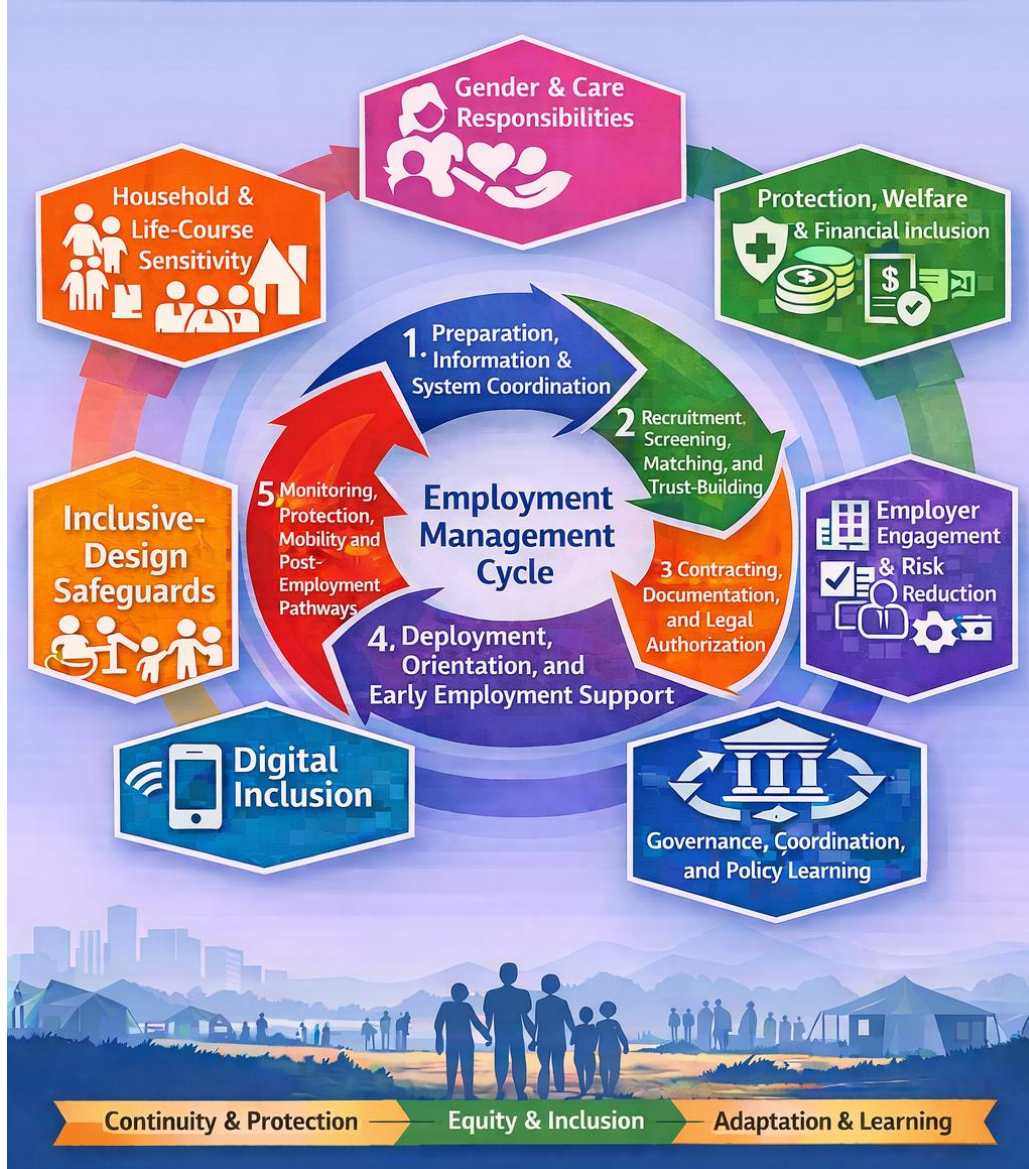 Gender & Care
Responsibilities
Household &
Life-Course
Sensitivity
Protection, Welfare
& Financial Inclusion
$
$
1. Preparation,
Information &
System Coordination
2 Recruitment,
Screening,
Matching, and
Trust-Building
3 Contracting,
Documentation,
and Legal
Authorization
4. Deployment,
Orientation, and
Early Employment Support
5. Monitoring,
Protection,
Mobility and
Post-
Employment
Pathways
Employment
Management
Cycle
Inclusive-
Design
Safeguards
Employer
Engagement
& Risk
Reduction
Digital
Inclusion
Governance, Coordination,
and Policy Learning
Continuity & Protection
Equity & Inclusion
Adaptation & Learning